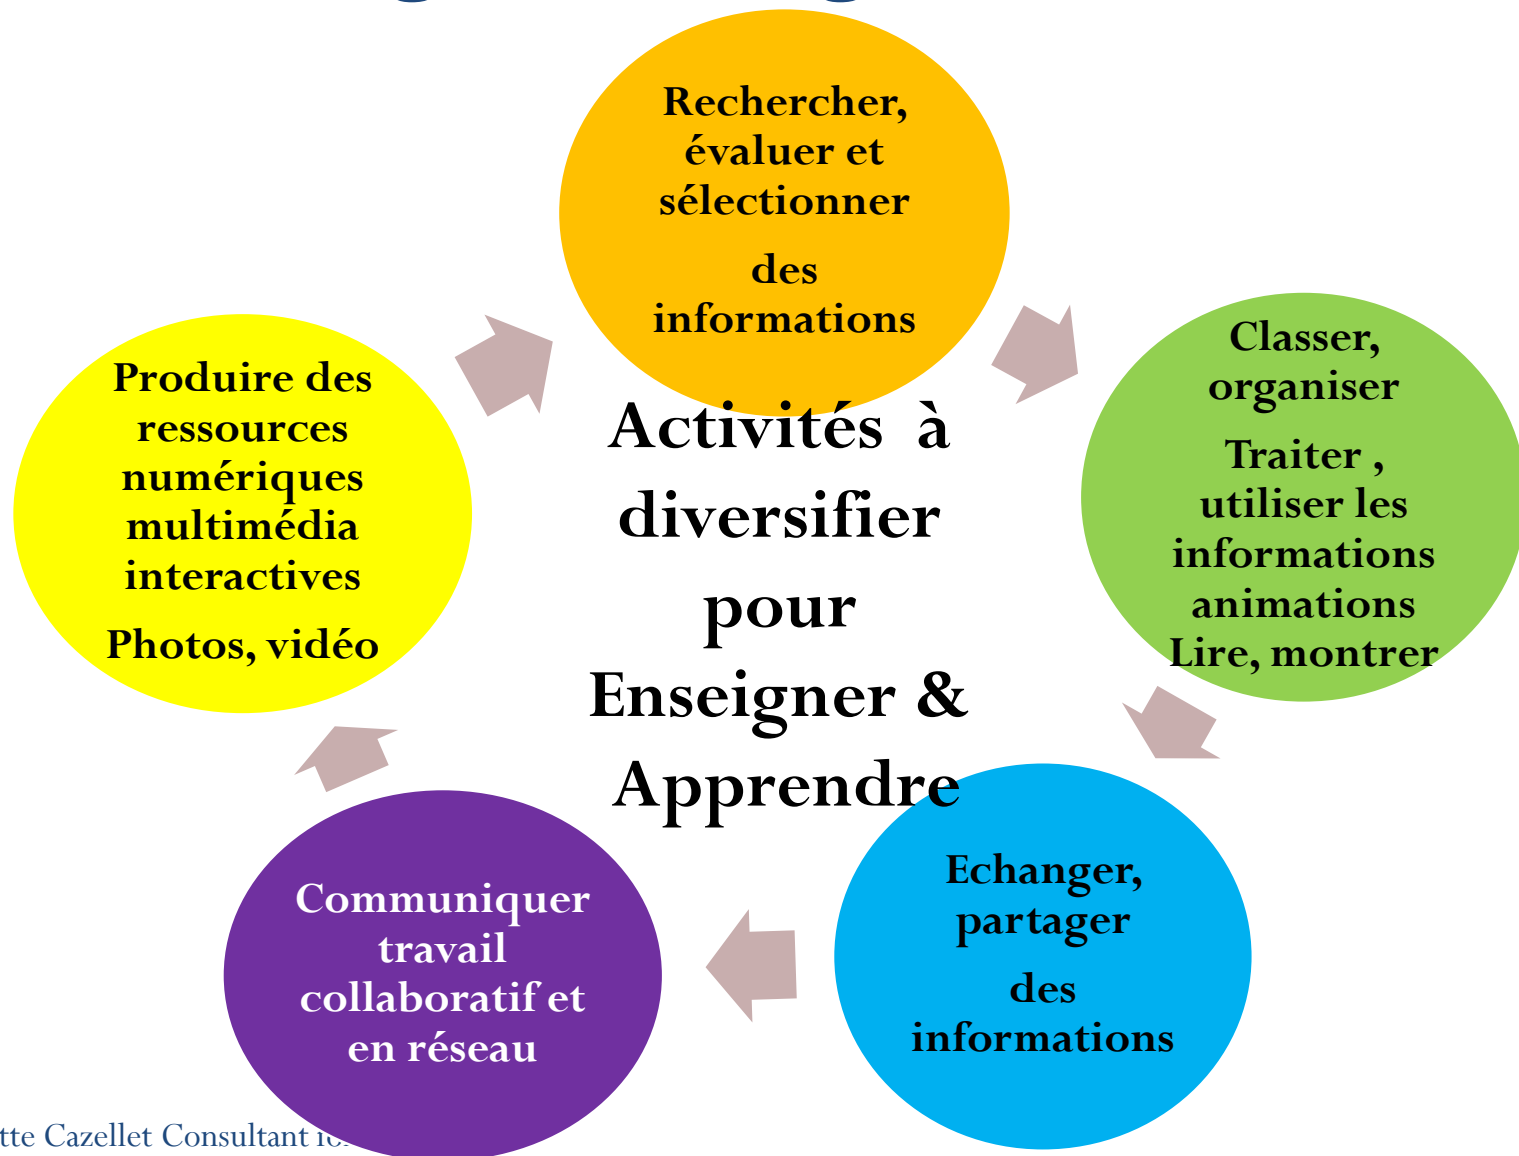 Rechercher,
évaluer et
sélectionner
des
informations
Classer,
organiser
Traiter ,
utiliser les
informations
animations
Lire, montrer
Echanger,
partager
des
informations
Communiquer
travail
collaboratif et
en réseau
Produire des
ressources
numériques
multimédia
interactives
Photos, vidéo
Activités à
diversifier
pour
Enseigner &
Apprendre
Cazellet Consultant